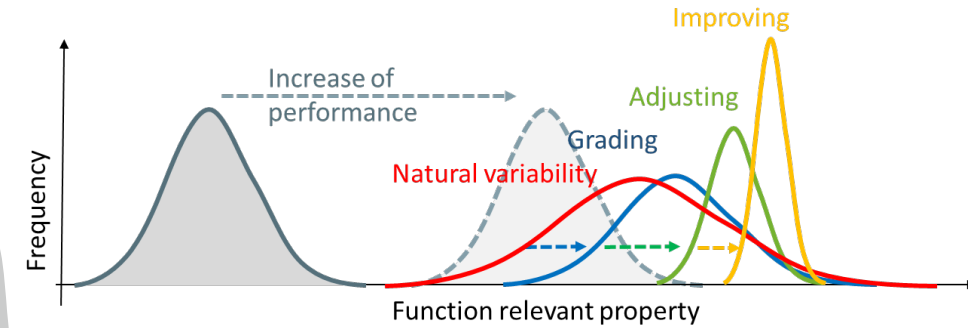 Improving
Increase of
performance
Adjusting
Grading
Natural variability
Frequency
Function relevant property